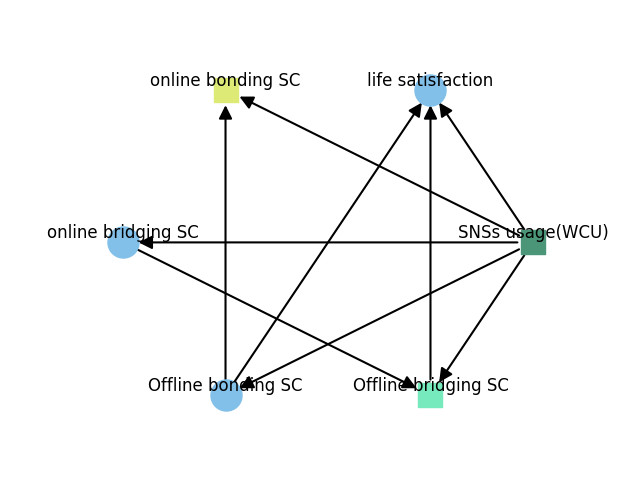 online bonding SC
life satisfaction
online bridging SC
SNSs usage(WCU)
Offline bonding SC
Offline bridging SC